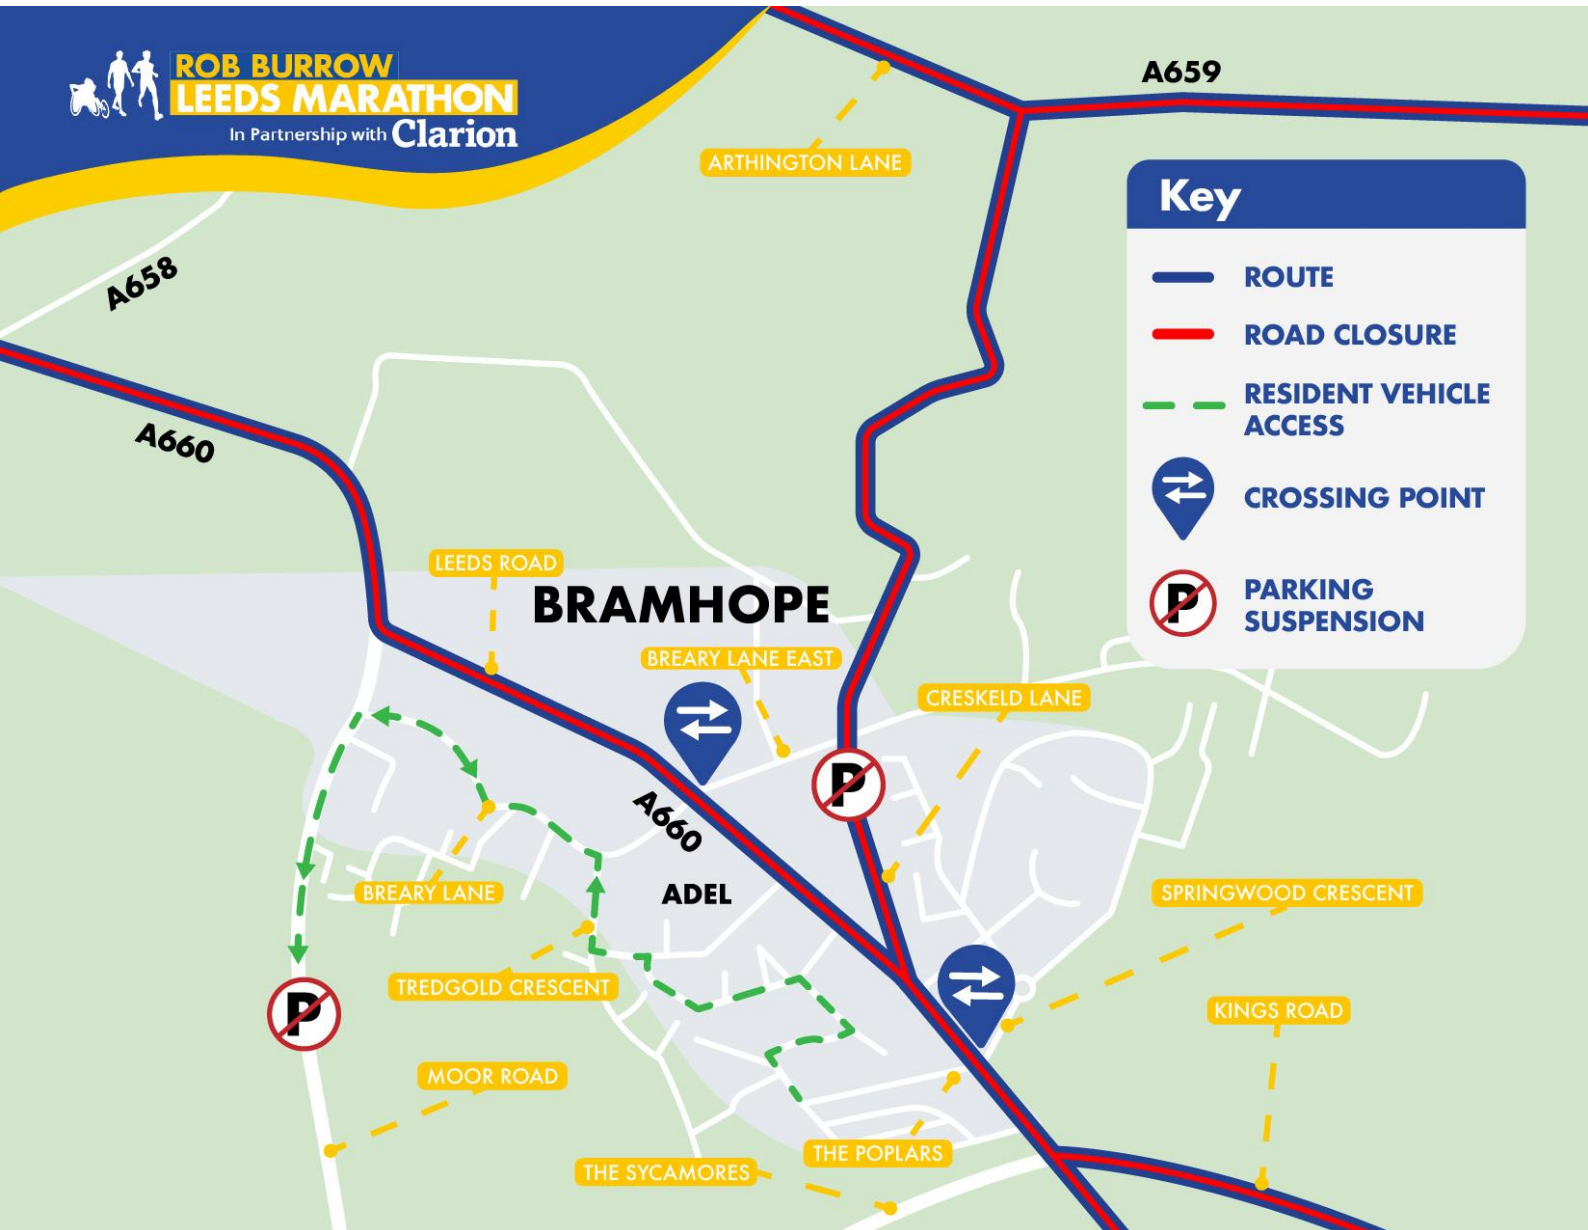 ROB BURROW
LEEDS MARATHON
In Partnership with Clarion
A659
ARTHINGTON LANE
Key
ROUTE
ROAD CLOSURE
RESIDENT VEHICLE
ACCESS
CROSSING POINT
P
PARKING
SUSPENSION
A658
A660
LEEDS ROAD
BRAMHOPE
BREARY LANE EAST
CRESKELD LANE
P
A660
ADEL
BREARY LANE
SPRINGWOOD CRESCENT
TREDGOLD CRESCENT
P
KINGS ROAD
MOOR ROAD
THE POPLARS
THE SYCAMORES